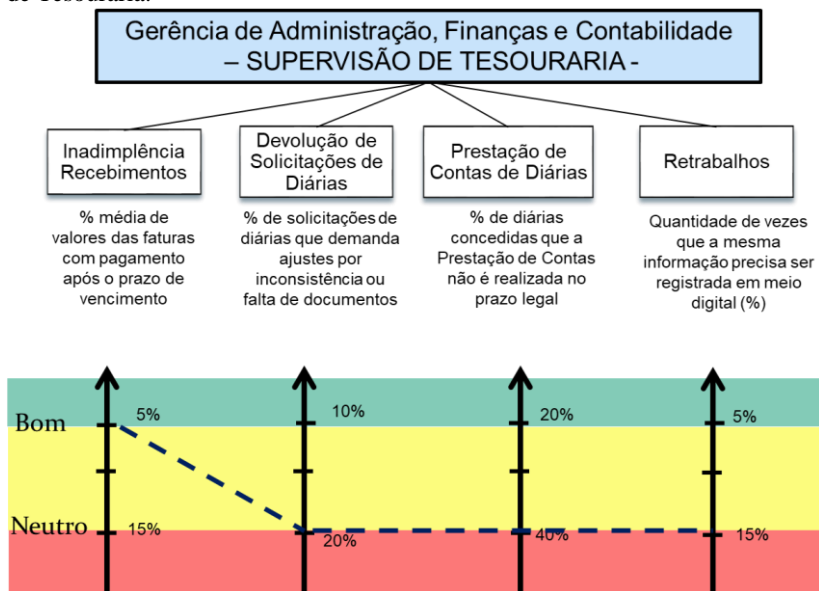 de Tesouraria.
Gerência de Administração, Finanças e Contabilidade
– SUPERVISÃO DE TESOURARIA -
Inadimplência
Recebimentos
Devolução de
Solicitações de
Diárias
Prestação de
Contas de Diárias
Retrabalhos
% média de
valores das faturas
com pagamento
após o prazo de
vencimento
% de solicitações de
diárias que demanda
ajustes por
inconsistência ou
falta de documentos
% de diárias
concedidas que a
Prestação de Contas
não é realizada no
prazo legal
Quantidade de vezes
que a mesma
informação precisa ser
registrada em meio
digital (%)
Bom
5%
10%
20%
5%
Neutro
15%
20%
40%
15%